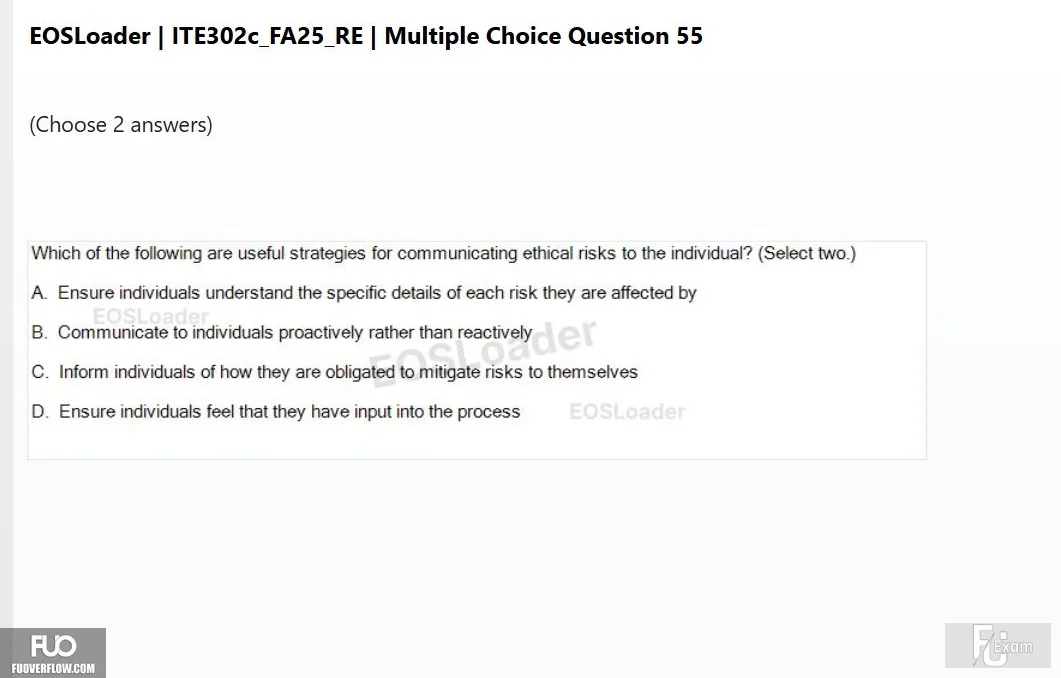 EOSLoader | ITE302c_FA25_RE | Multiple Choice Question 55
(Choose 2 answers)
Which of the following are useful strategies for communicating ethical risks to the individual? (Select two.)
A. Ensure individuals understand the specific details of each risk they are affected by
EOSLoader
B. Communicate to individuals proactively rather than reactively
EOSLoader
C. Inform individuals of how they are obligated to mitigate risks to themselves
D. Ensure individuals feel that they have input into the process
EOSLoader
FUO
FUOVERFLOW.COM
Exam